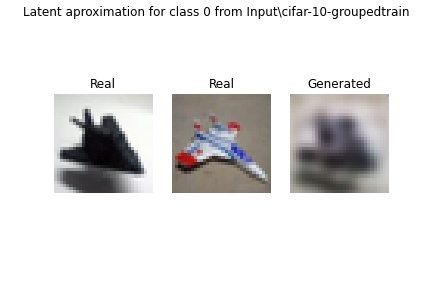 Latent aproximation for class 0 from Input\cifar-10-groupedtrain
Real
Real
Generated